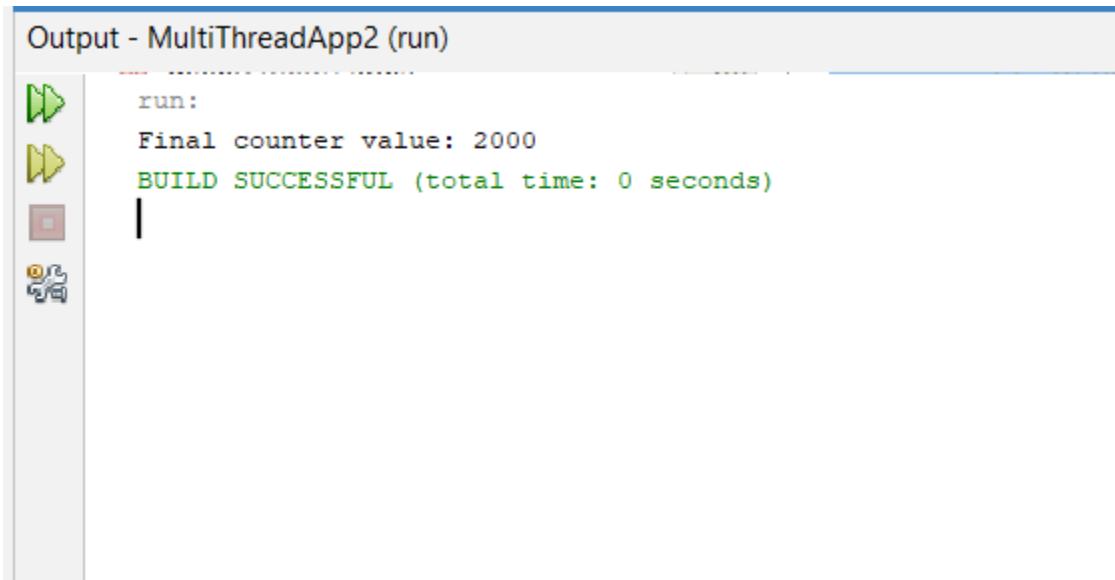 Output - MultiThreadApp2 (run)
run:
Final counter value: 2000
BUILD SUCCESSFUL (total time: 0 seconds)